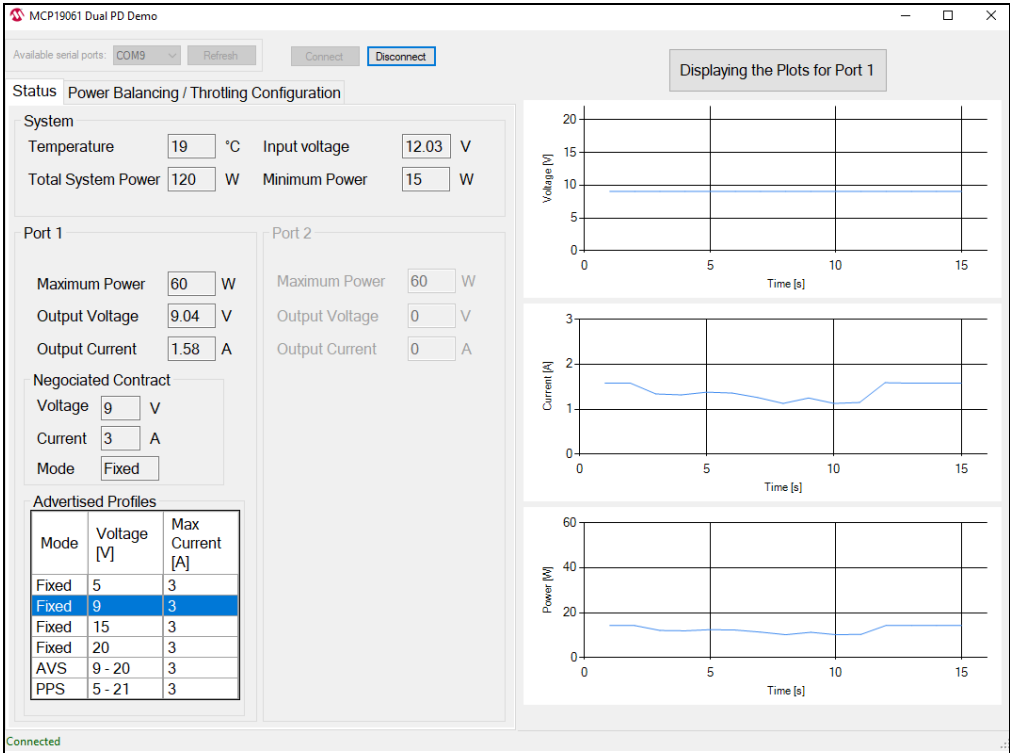 MCP19061 Dual PD Demo
Available serial ports: COM9 Refresh Connect Disconnect
Status Power Balancing / Throtling Configuration
System
Temperature 19 °C Input voltage 12.03 V
Total System Power 120 W Minimum Power 15 W
Port 1
Maximum Power 60 W
Output Voltage 9.04 V
Output Current 1.58 A
Negociated Contract
Voltage 9 V
Current 3 A
Mode Fixed
Advertised Profiles
Mode Voltage [V] Max Current [A]
Fixed 5 3
Fixed 9 3
Fixed 15 3
Fixed 20 3
AVS 9 - 20 3
PPS 5 - 21 3
Port 2
Maximum Power 60 W
Output Voltage 0 V
Output Current 0 A
Displaying the Plots for Port 1
Voltage [V]
20
15
10
5
0
0 5 10 15
Time [s]
Current [A]
3
2
1
0
0 5 10 15
Time [s]
Power [W]
60
40
20
0
0 5 10 15
Time [s]
Connected